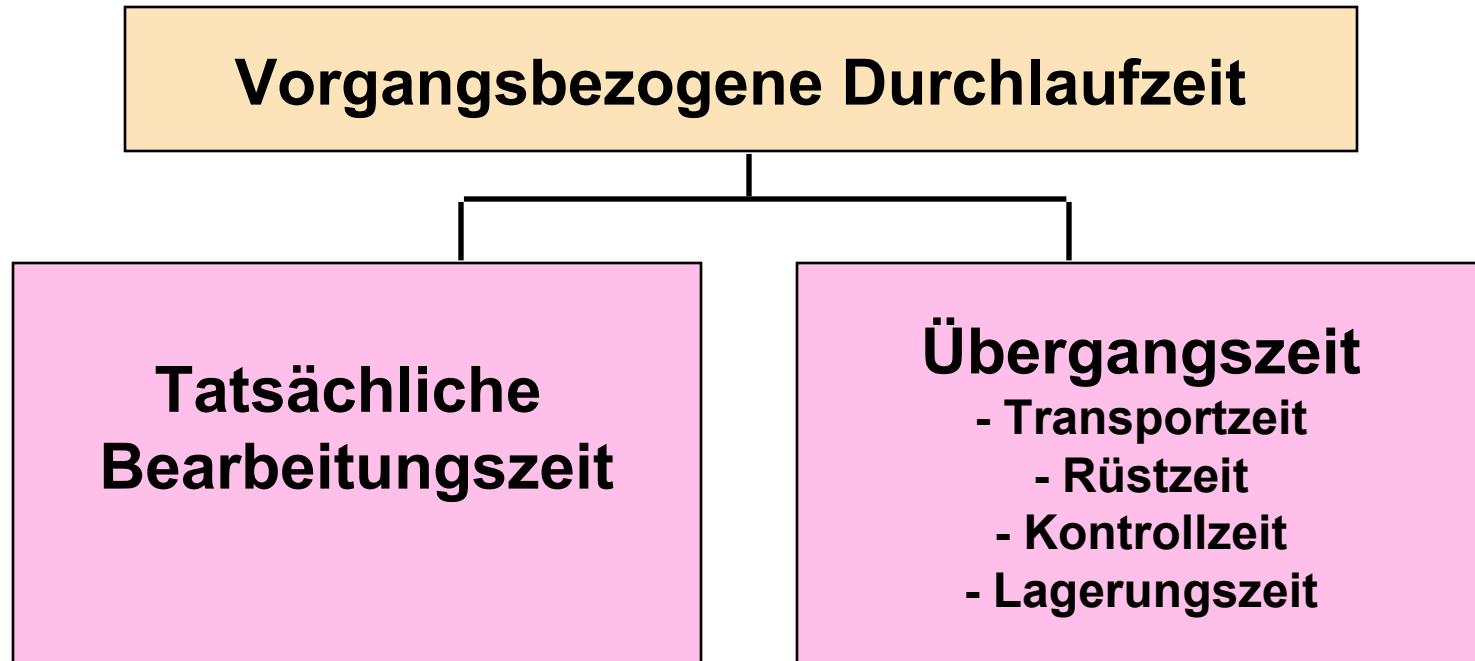 Vorgangsbezogene Durchlaufzeit
Tatsächliche
Bearbeitungszeit
Übergangszeit
- Transportzeit
- Rüstzeit
- Kontrollzeit
- Lagerungszeit